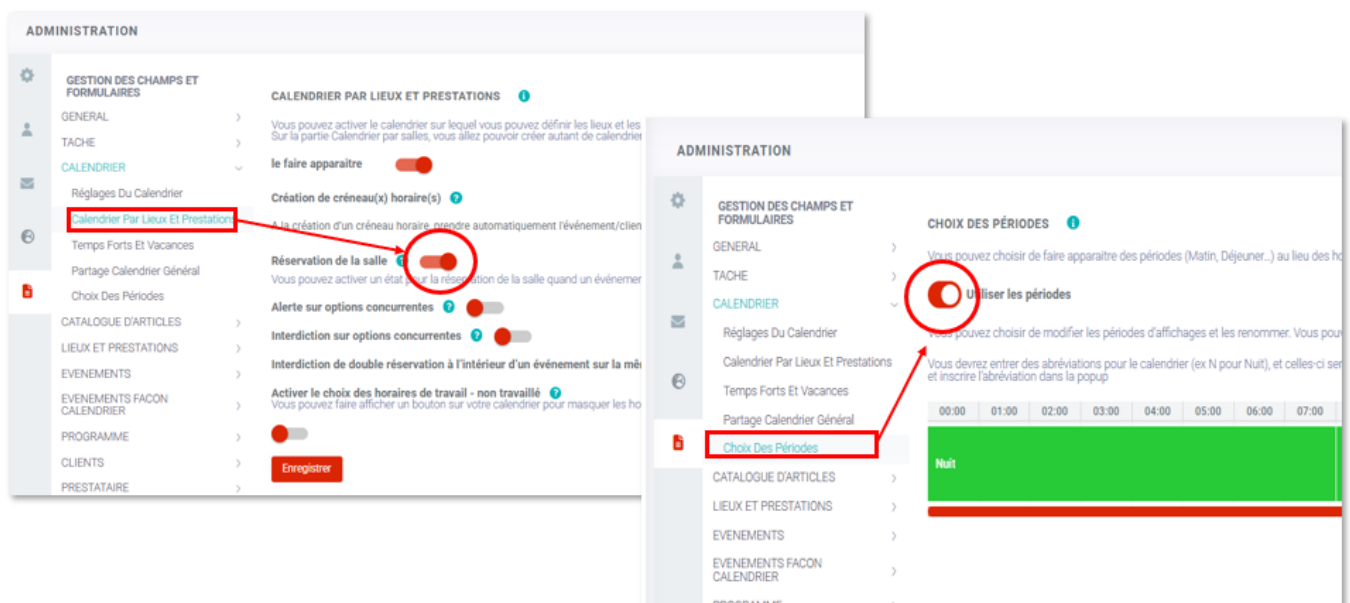 ADMINISTRATION
GESTION DES CHAMPS ET
FORMULAIRES
GENERAL
TACHE
CALENDRIER
Réglages Du Calendrier
Calendrier Par Lieux Et Prestations
Temps Forts Et Vacances
Partage Calendrier Général
Choix Des Périodes
CATALOGUE D'ARTICLES
LIEUX ET PRESTATIONS
EVENEMENTS
EVENEMENTS FACON
CALENDRIER
PROGRAMME
CLIENTS
PRESTATAIRE
CALENDRIER PAR LIEUX ET PRESTATIONS
Vous pouvez activer le calendrier sur lequel vous pouvez définir les lieux et les
Sur la partie Calendrier par salles, vous allez pouvoir créer autant de calendrier
le faire apparaitre
Création de créneau(x) horaire(s)
A la création d'un créneau horaire, prendre automatiquement l'événement/clien
Réservation de la salle
Vous pouvez activer un état pour la réservation de la salle quand un événemer
Alerte sur options concurrentes
Interdiction sur options concurrentes
Interdiction de double réservation à l'intérieur d'un événement sur la mê
Activer le choix des horaires de travail - non travaillé
Vous pouvez faire afficher un bouton sur votre calendrier pour masquer les ho
Enregistrer
ADMINISTRATION
GESTION DES CHAMPS ET
FORMULAIRES
GENERAL
TACHE
CALENDRIER
Réglages Du Calendrier
Calendrier Par Lieux Et Prestations
Temps Forts Et Vacances
Partage Calendrier Général
Choix Des Périodes
CATALOGUE D'ARTICLES
LIEUX ET PRESTATIONS
EVENEMENTS
EVENEMENTS FACON
CALENDRIER
PROGRAMME
CHOIX DES PÉRIODES
Vous pouvez choisir de faire apparaitre des périodes (Matin, Déjeuner...) au lieu des ho
Utiliser les périodes
Vous pouvez choisir de modifier les périodes d'affichages et les renommer. Vous pouv
Vous devrez entrer des abréviations pour le calendrier (ex N pour Nuit), et celles-ci ser
et inscrire l'abréviation dans la popup
00:00 01:00 02:00 03:00 04:00 05:00 06:00 07:00
Nuit